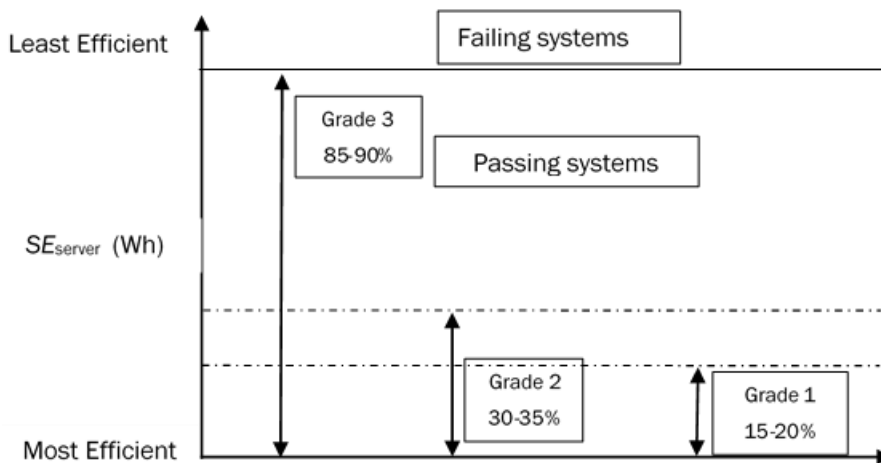 Least Efficient
Failing systems
Grade 3
85-90%
Passing systems
SEserver (Wh)
Grade 2
30-35%
Grade 1
15-20%
Most Efficient